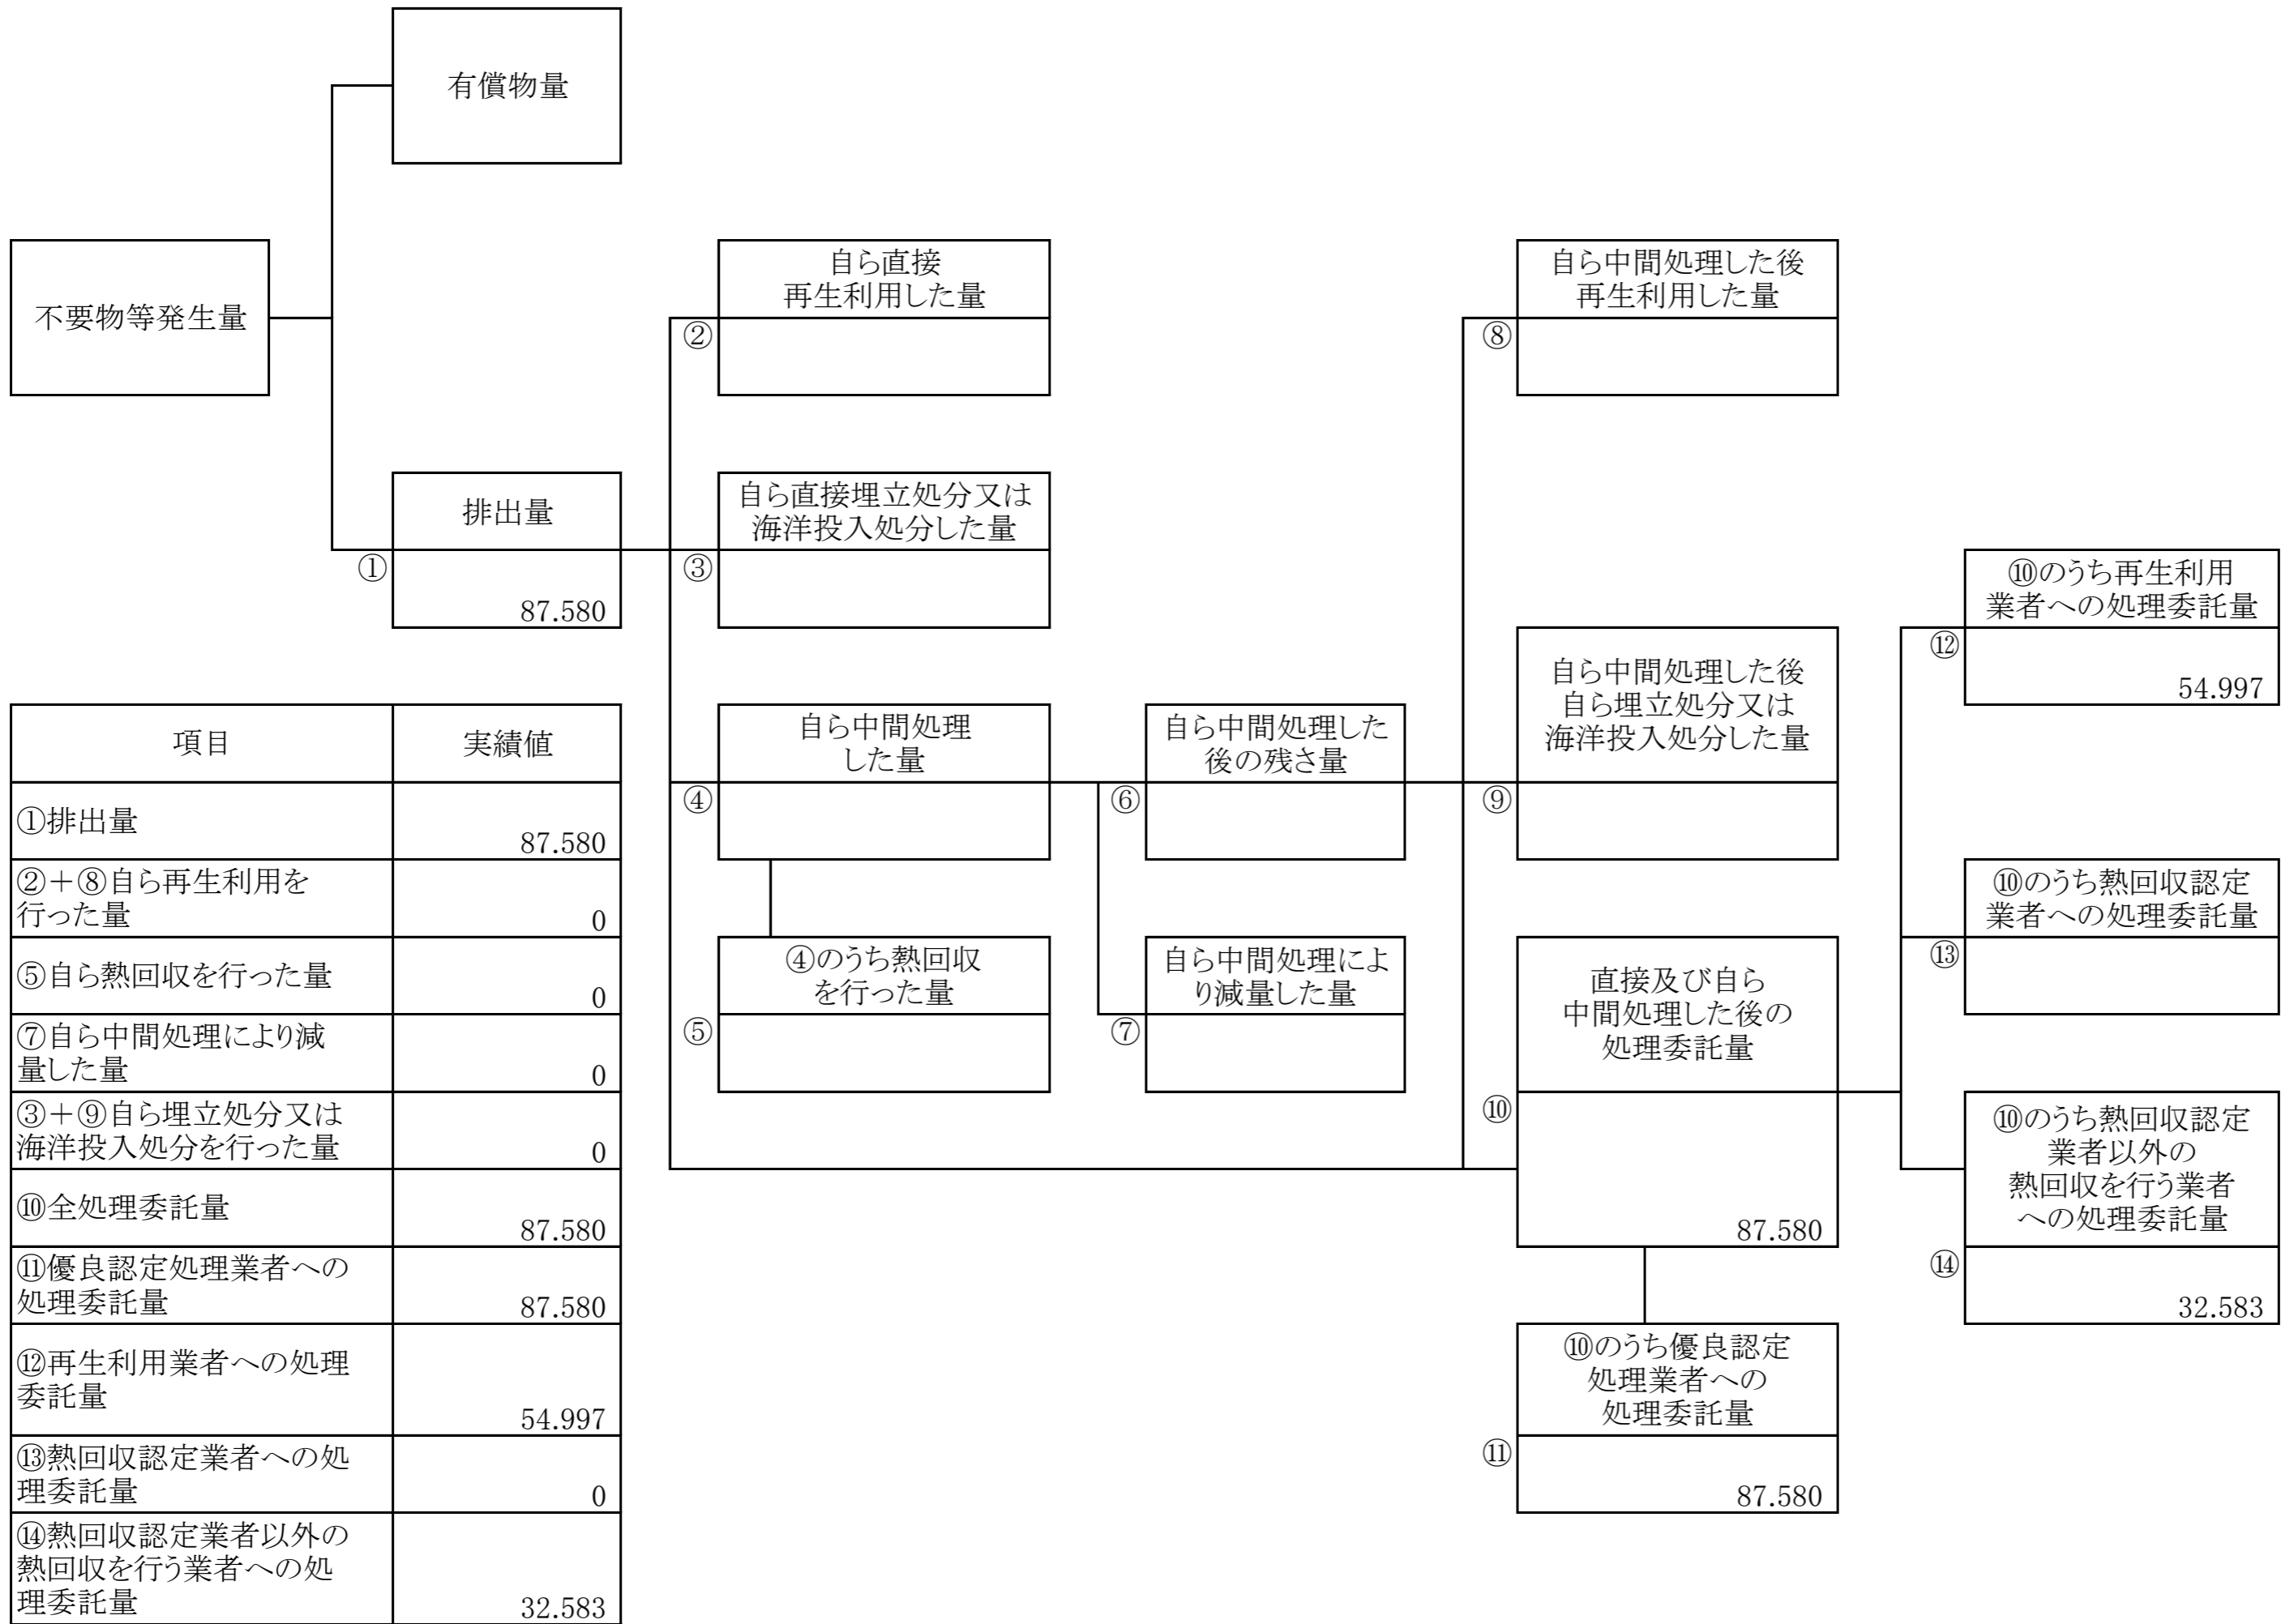 有償物量
不要物等発生量
自ら直接
再生利用した量
②
自ら中間処理した後
再生利用した量
⑧
排出量
①
87.580
自ら直接埋立処分又は
海洋投入処分した量
③
⑩のうち再生利用
業者への処理委託量
⑫
54.997
自ら中間処理
した量
④
自ら中間処理した
後の残さ量
⑥
自ら中間処理した後
自ら埋立処分又は
海洋投入処分した量
⑨
⑩のうち熱回収認定
業者への処理委託量
⑬
④のうち熱回収
を行った量
⑤
自ら中間処理によ
り減量した量
⑦
直接及び自ら
中間処理した後の
処理委託量
⑩
87.580
⑩のうち熱回収認定
業者以外の
熱回収を行う業者
への処理委託量
⑭
32.583
⑩のうち優良認定
処理業者への
処理委託量
⑪
87.580
項目
実績値
①排出量
87.580
②+⑧自ら再生利用を
行った量
0
⑤自ら熱回収を行った量
0
⑦自ら中間処理により減
量した量
0
③+⑨自ら埋立処分又は
海洋投入処分を行った量
0
⑩全処理委託量
87.580
⑪優良認定処理業者への
処理委託量
87.580
⑫再生利用業者への処理
委託量
54.997
⑬熱回収認定業者への処
理委託量
0
⑭熱回収認定業者以外の
熱回収を行う業者への処
理委託量
32.583